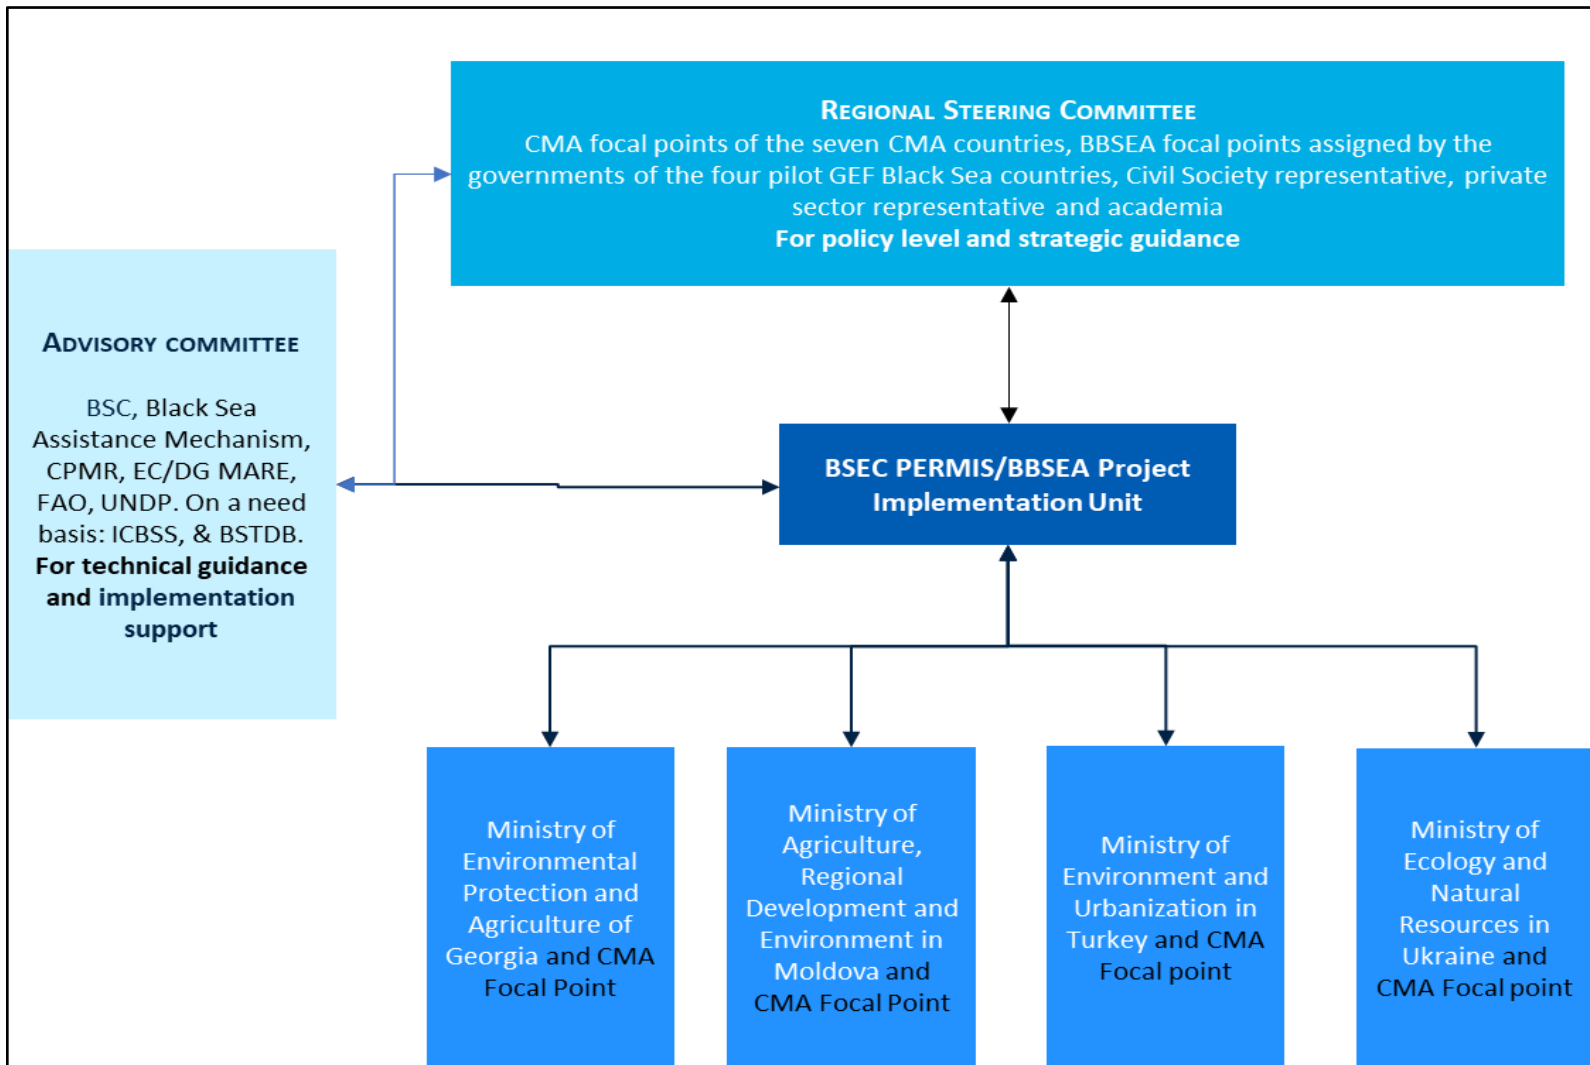 REGIONAL STEERING COMMITTEE
CMA focal points of the seven CMA countries, BBSEA focal points assigned by the
governments of the four pilot GEF Black Sea countries, Civil Society representative, private
sector representative and academia
For policy level and strategic guidance
ADVISORY COMMITTEE
BSC, Black Sea
Assistance Mechanism,
CPMR, EC/DG MARE,
FAO, UNDP. On a need
basis: ICBSS, & BSTDB.
For technical guidance
and implementation
support
BSEC PERMIS/BBSEA Project
Implementation Unit
Ministry of
Environmental
Protection and
Agriculture of
Georgia and CMA
Focal Point
Ministry of
Agriculture,
Regional
Development and
Environment in
Moldova and
CMA Focal Point
Ministry of
Environment and
Urbanization in
Turkey and CMA
Focal point
Ministry of
Ecology and
Natural
Resources in
Ukraine and
CMA Focal point